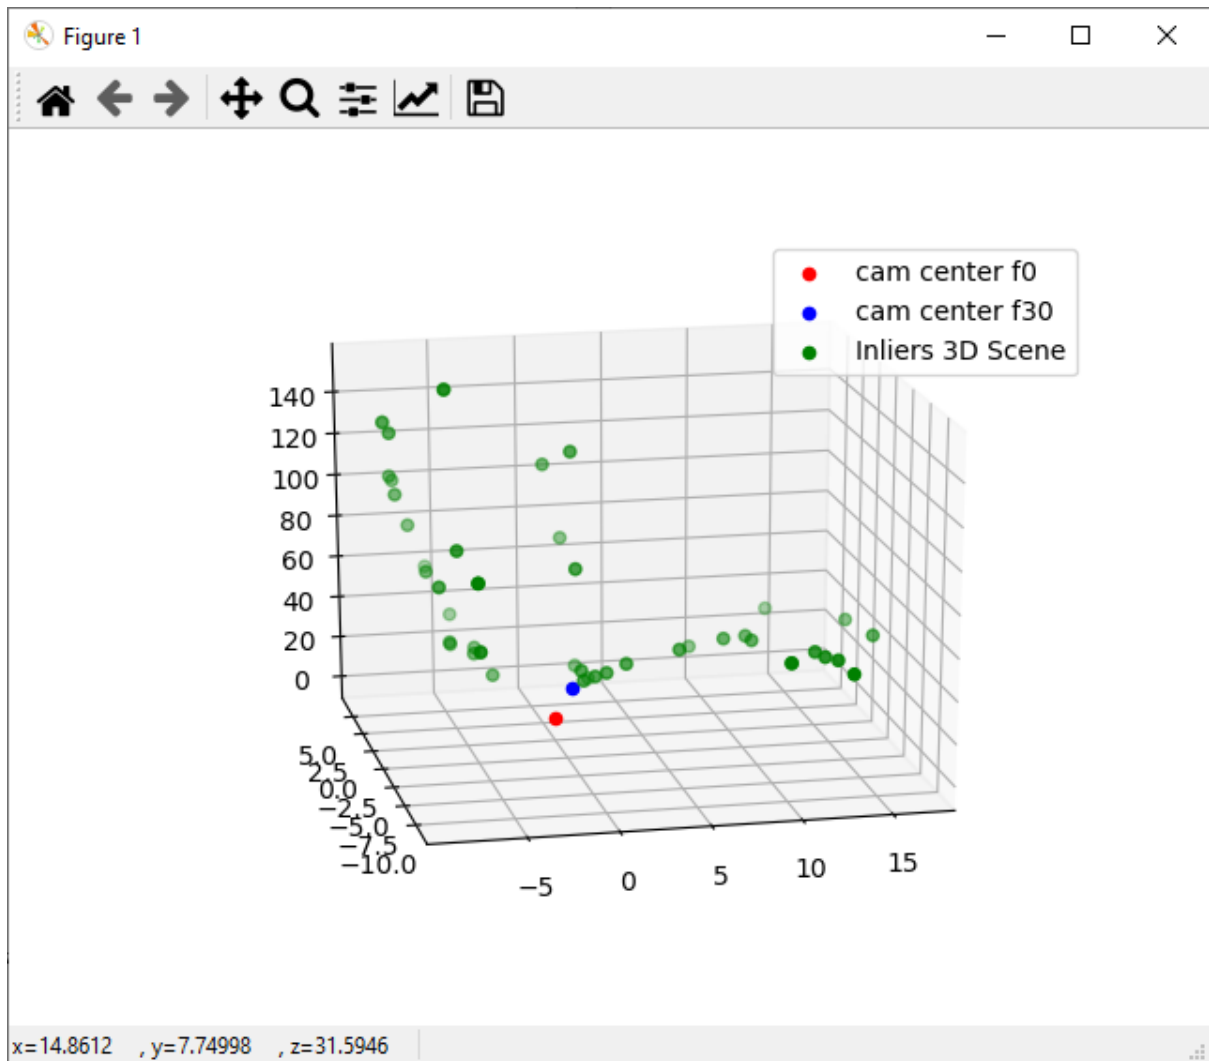 Figure 1
cam center f0
cam center f30
Inliers 3D Scene
140
120
100
80
60
40
20
0
5.0
2.5
0.0
−2.5
−5.0
−7.5
−10.0
−5 0 5 10 15
x=14.8612 , y=7.74998 , z=31.5946